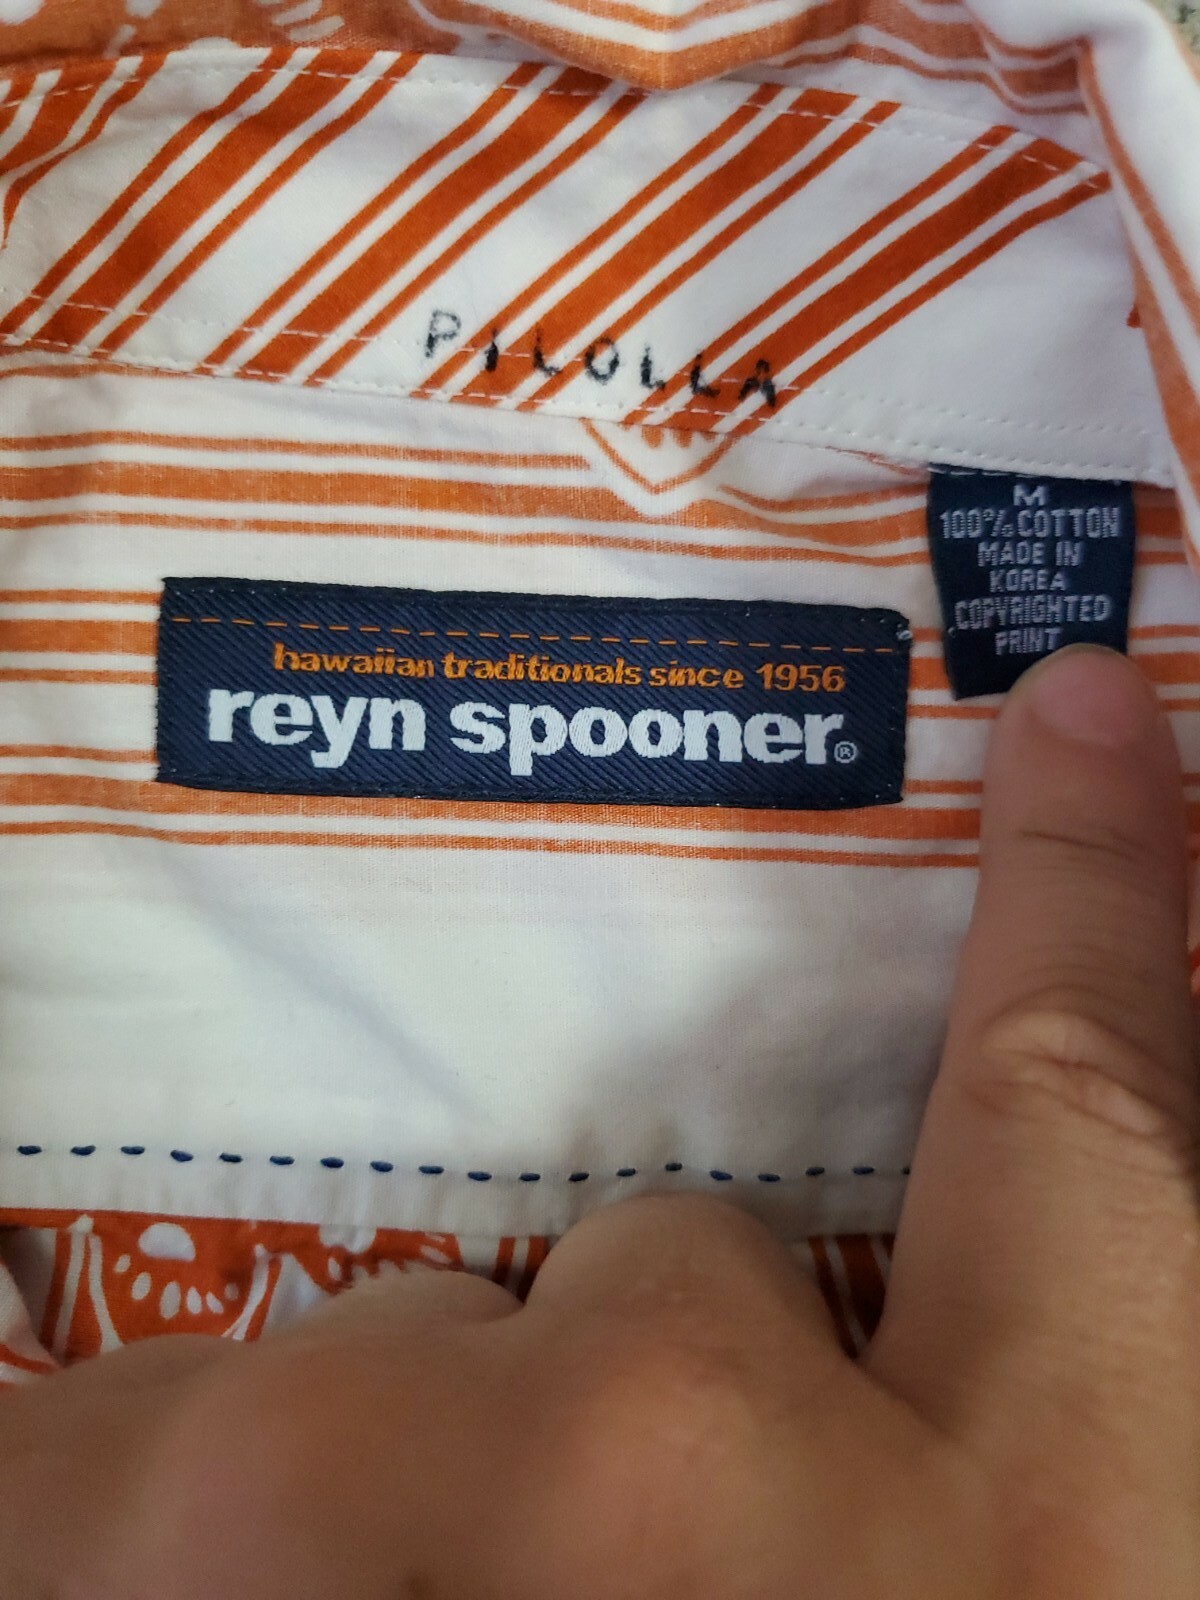 PILOLLA
M
100% COTTON
MADE IN
KOREA
COPYRIGHTED
PRINT
hawaiian traditionals since 1956
reyn spooner®